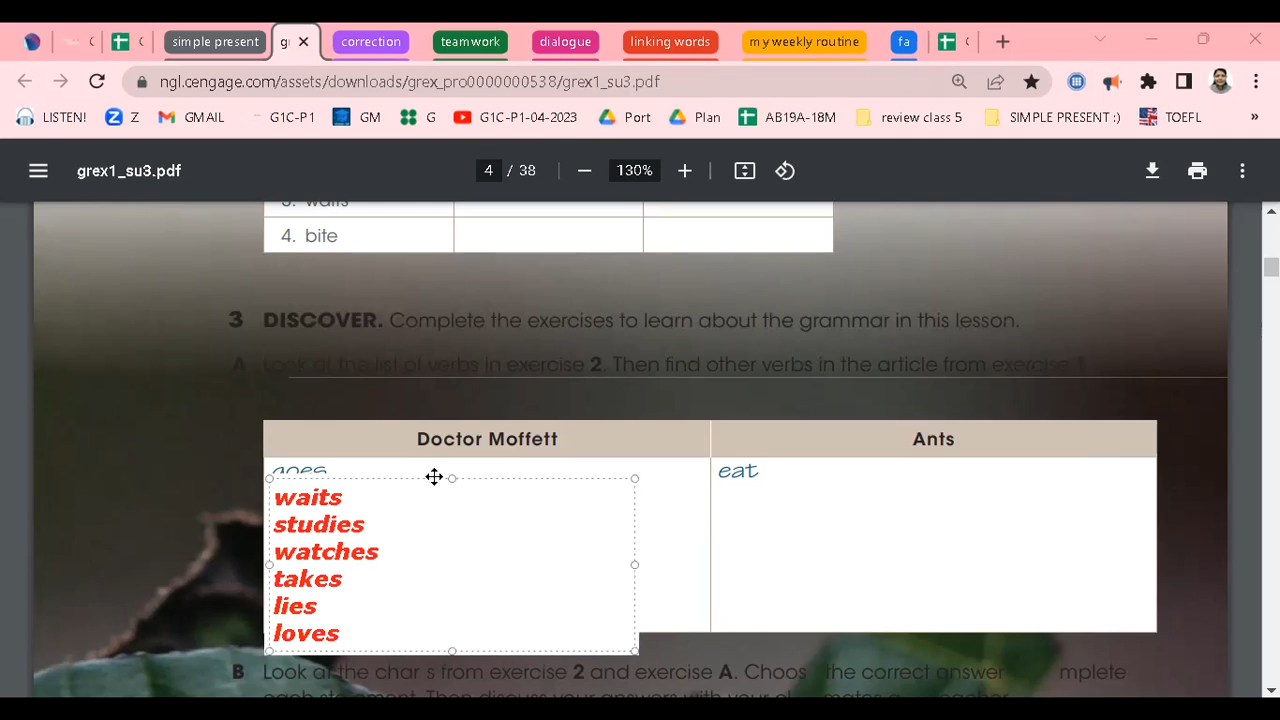 simple present
g
correction
teamwork
dialogue
linking words
my weekly routine
fa
ngl.cengage.com/assets/downloads/grex_pro0000000538/grex1_su3.pdf
LISTEN!
Z
GMAIL
G1C-P1
GM
G
G1C-P1-04-2023
Port
Plan
AB19A-18M
review class 5
SIMPLE PRESENT :)
TOEFL
»
grex1_su3.pdf
4 / 38
130%
3. waits
4. bite
3 DISCOVER. Complete the exercises to learn about the grammar in this lesson.
A Look at the list of verbs in exercise 2. Then find other verbs in the article from exercise 1
Doctor Moffett
Ants
goes
eat
waits
studies
watches
takes
lies
loves
B Look at the char s from exercise 2 and exercise A. Choos the correct answer mplete